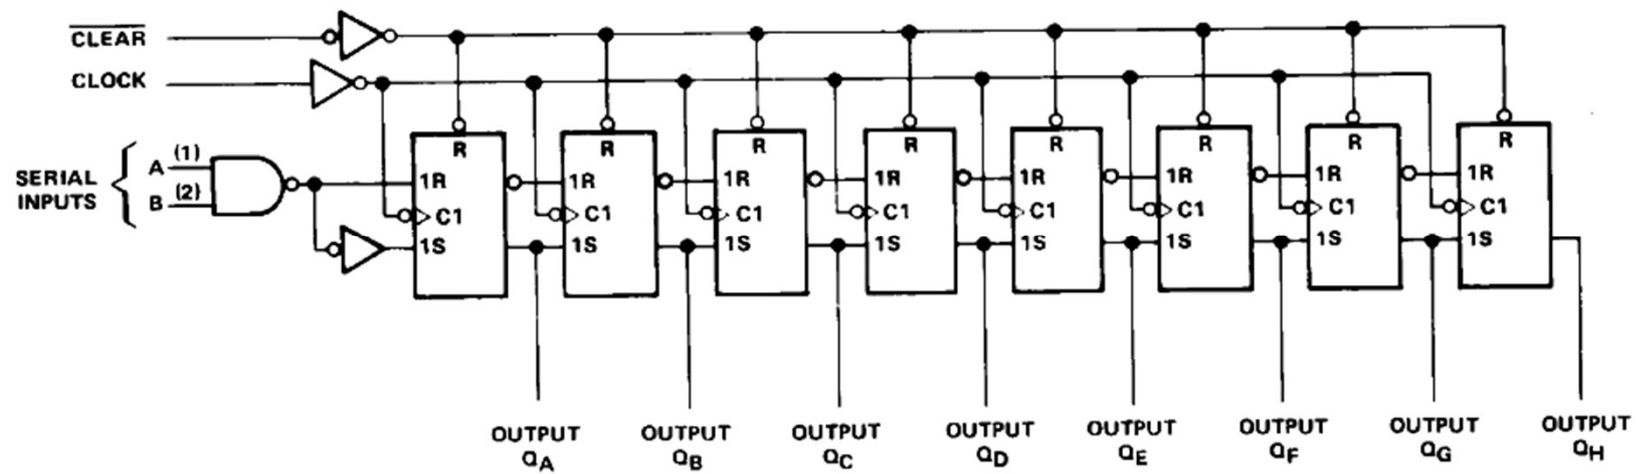 CLEAR
CLOCK
SERIAL
INPUTS
A (1)
B (2)
R R R R R R R R
1R 1R 1R 1R 1R 1R 1R 1R
C1 C1 C1 C1 C1 C1 C1 C1
1S 1S 1S 1S 1S 1S 1S 1S
OUTPUT OUTPUT OUTPUT OUTPUT OUTPUT OUTPUT OUTPUT OUTPUT
QA QB QC QD QE QF QG QH